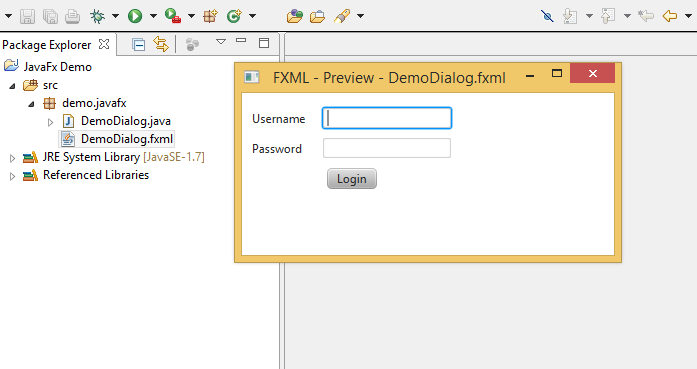 Package Explorer
JavaFx Demo
src
demo.javafx
DemoDialog.java
DemoDialog.fxml
JRE System Library [JavaSE-1.7]
Referenced Libraries
FXML - Preview - DemoDialog.fxml
Username
Password
Login